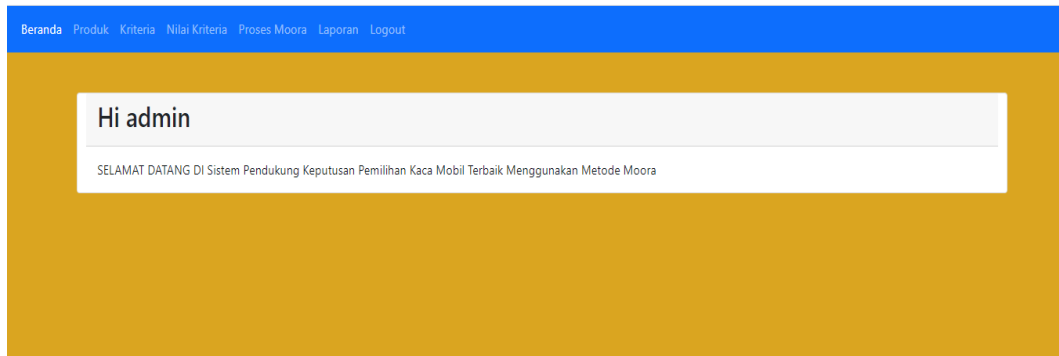 Beranda Produk Kriteria Nilai Kriteria Proses Moora Laporan Logout
Hi admin
SELAMAT DATANG DI Sistem Pendukung Keputusan Pemilihan Kaca Mobil Terbaik Menggunakan Metode Moora